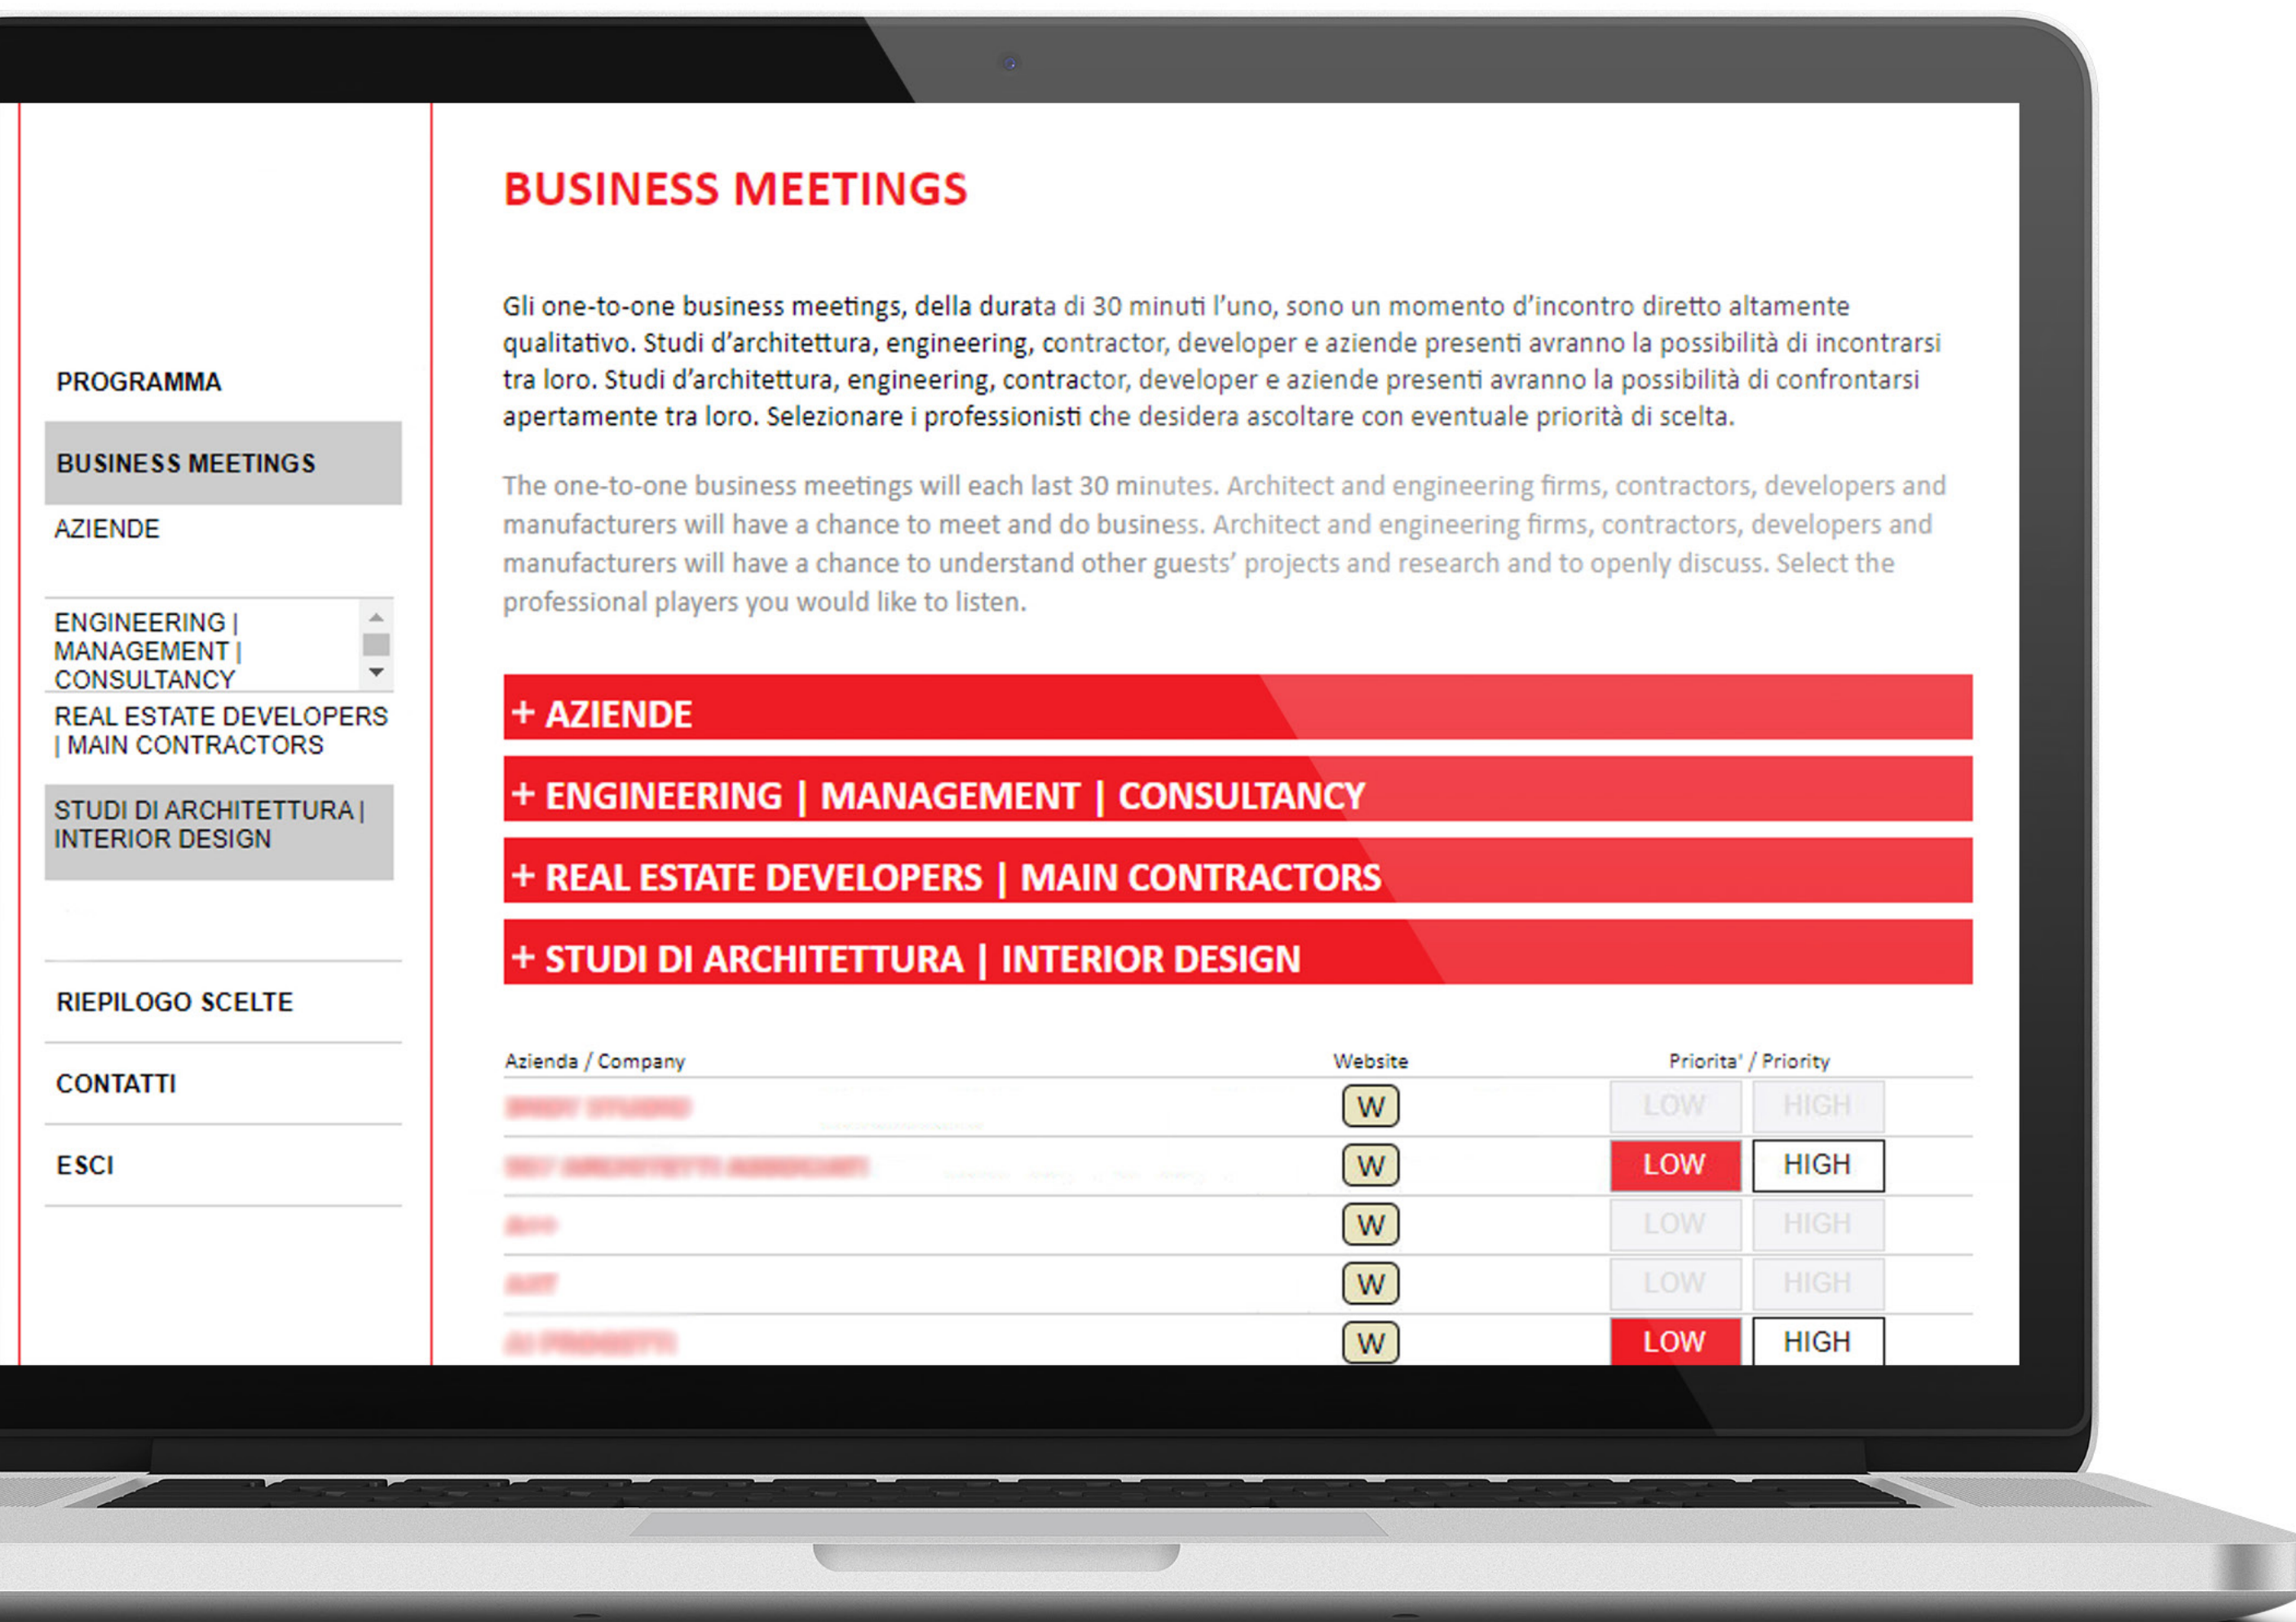 PROGRAMMA
BUSINESS MEETINGS
AZIENDE
ENGINEERING |
MANAGEMENT |
CONSULTANCY
REAL ESTATE DEVELOPERS
| MAIN CONTRACTORS
STUDI DI ARCHITETTURA |
INTERIOR DESIGN
RIEPILOGO SCELTE
CONTATTI
ESCI
BUSINESS MEETINGS
Gli one-to-one business meetings, della durata di 30 minuti l’uno, sono un momento d’incontro diretto altamente
qualitativo. Studi d’architettura, engineering, contractor, developer e aziende presenti avranno la possibilità di incontrarsi
tra loro. Studi d’architettura, engineering, contractor, developer e aziende presenti avranno la possibilità di confrontarsi
apertamente tra loro. Selezionare i professionisti che desidera ascoltare con eventuale priorità di scelta.
The one-to-one business meetings will each last 30 minutes. Architect and engineering firms, contractors, developers and
manufacturers will have a chance to meet and do business. Architect and engineering firms, contractors, developers and
manufacturers will have a chance to understand other guests’ projects and research and to openly discuss. Select the
professional players you would like to listen.
+ AZIENDE
+ ENGINEERING | MANAGEMENT | CONSULTANCY
+ REAL ESTATE DEVELOPERS | MAIN CONTRACTORS
+ STUDI DI ARCHITETTURA | INTERIOR DESIGN
Azienda / Company Website Priorita' / Priority
W LOW HIGH
W LOW HIGH
W LOW HIGH
W LOW HIGH
W LOW HIGH